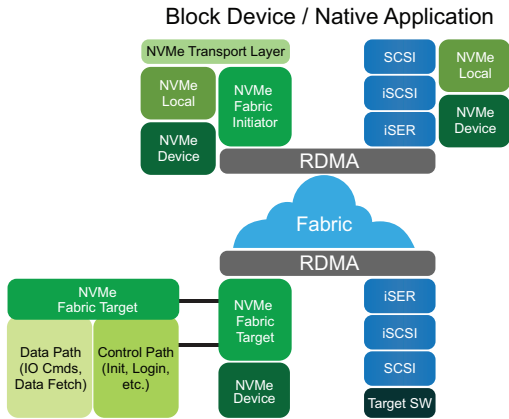 Block Device / Native Application
NVMe Transport Layer
NVMe
Local
NVMe
Device
NVMe
Fabric
Initiator
SCSI
iSCSI
iSER
NVMe
Local
NVMe
Device
RDMA
Fabric
RDMA
NVMe
Fabric Target
Data Path
(IO Cmds,
Data Fetch)
Control Path
(Init, Login,
etc.)
NVMe
Fabric
Target
NVMe
Device
iSER
iSCSI
SCSI
Target SW